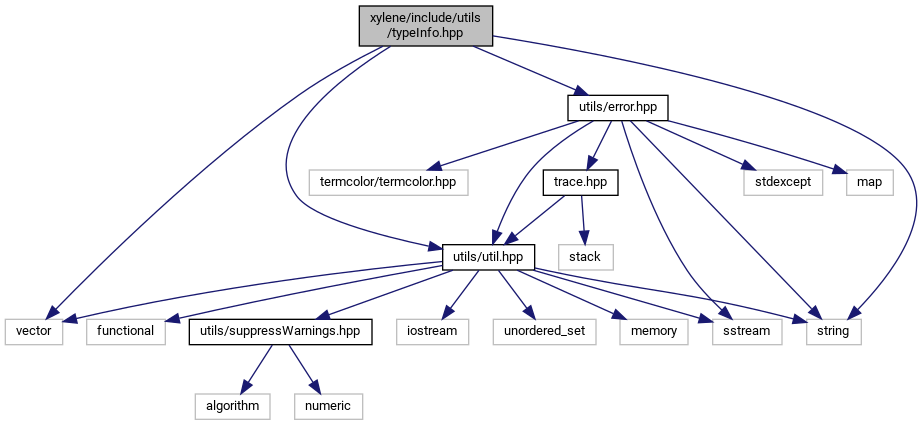 xylene/include/utils
/typeInfo.hpp
utils/error.hpp
termcolor/termcolor.hpp
trace.hpp
stdexcept
map
utils/util.hpp
stack
vector
functional
utils/suppressWarnings.hpp
iostream
unordered_set
memory
sstream
string
algorithm
numeric